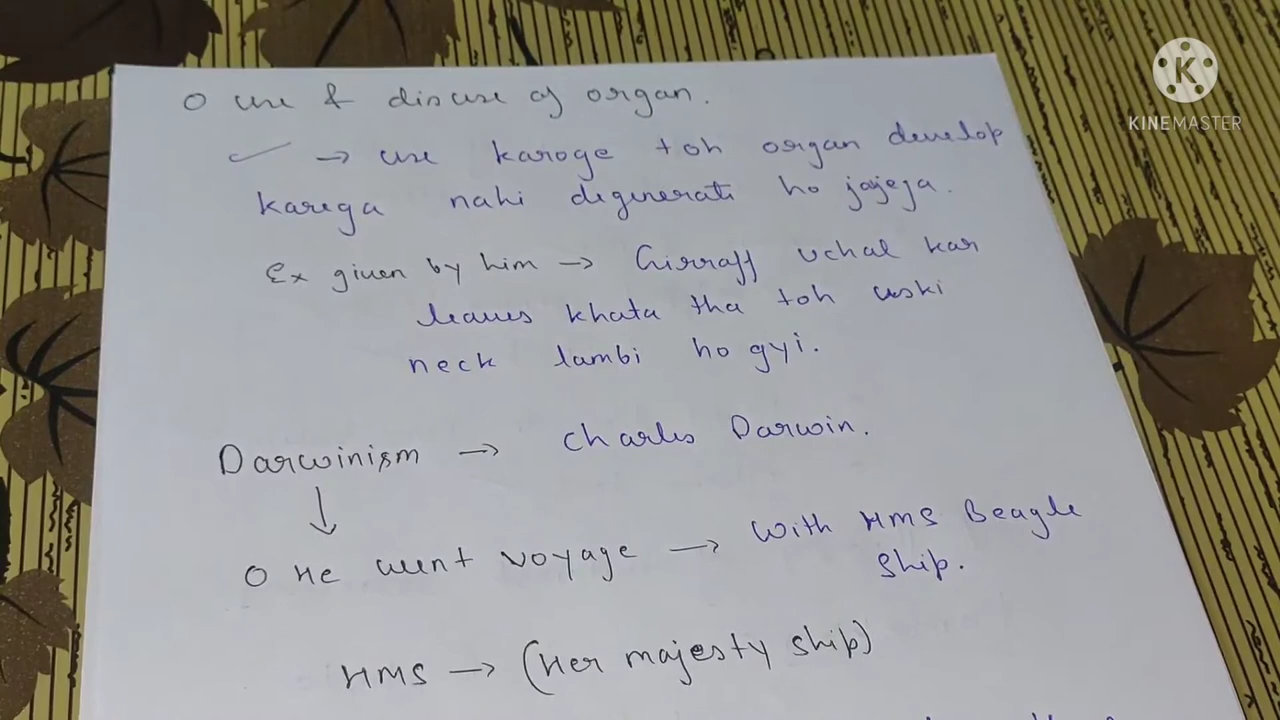 O use & disuse of organ.
✓ → use karoge toh organ develop
karega nahi degenerate ho jayega.
Ex given by him → Girraff uchal kar
leaves khata tha toh uski
neck lambi ho gyi.
Darwinism → Charles Darwin.
↓
O He went voyage → with HMS Beagle
Ship.
HMS → (Her majesty ship)
KINEMASTER